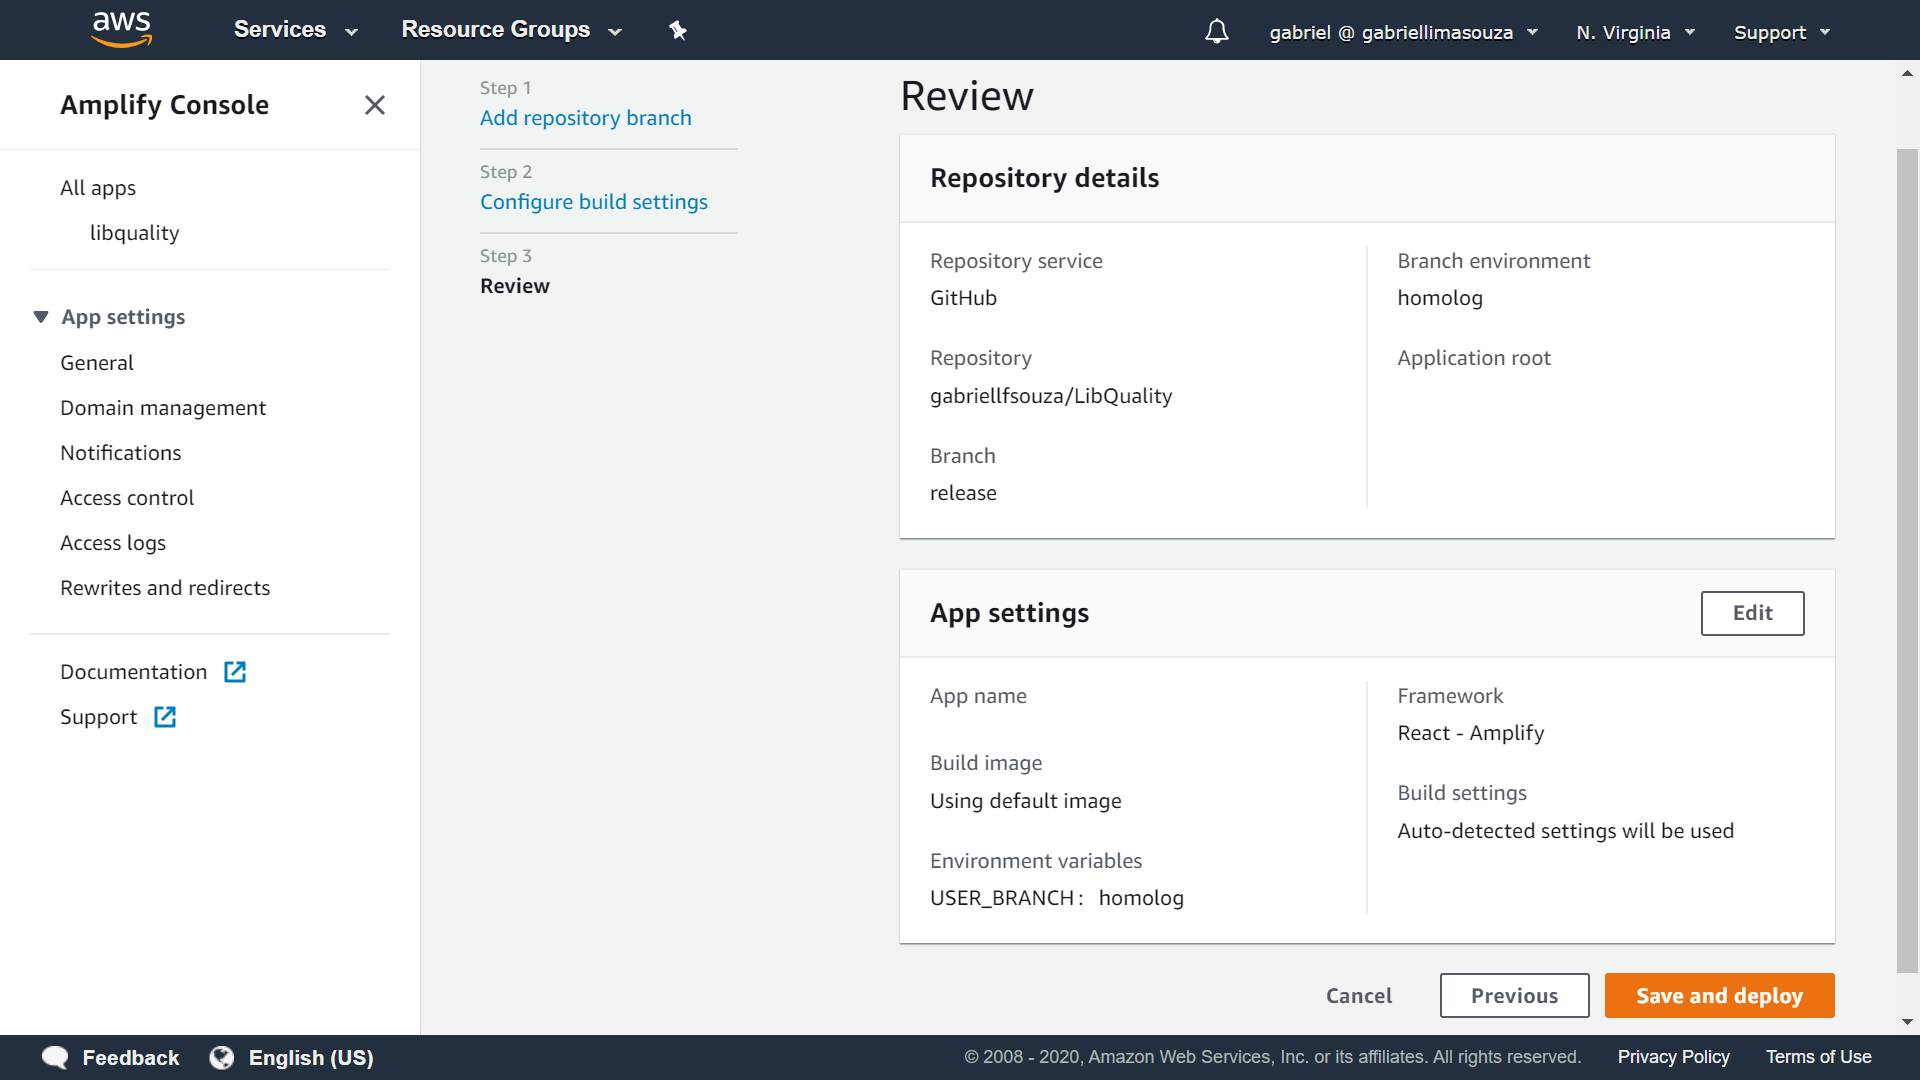 aws
Services
Resource Groups
gabriel @ gabriellimasouza
N. Virginia
Support
Amplify Console
All apps
libquality
App settings
General
Domain management
Notifications
Access control
Access logs
Rewrites and redirects
Documentation
Support
Step 1
Add repository branch
Step 2
Configure build settings
Step 3
Review
Review
Repository details
Repository service
GitHub
Repository
gabriellfsouza/LibQuality
Branch
release
Branch environment
homolog
Application root
App settings
Edit
App name
Build image
Using default image
Environment variables
USER_BRANCH: homolog
Framework
React - Amplify
Build settings
Auto-detected settings will be used
Cancel
Previous
Save and deploy
Feedback
English (US)
© 2008 - 2020, Amazon Web Services, Inc. or its affiliates. All rights reserved.
Privacy Policy
Terms of Use